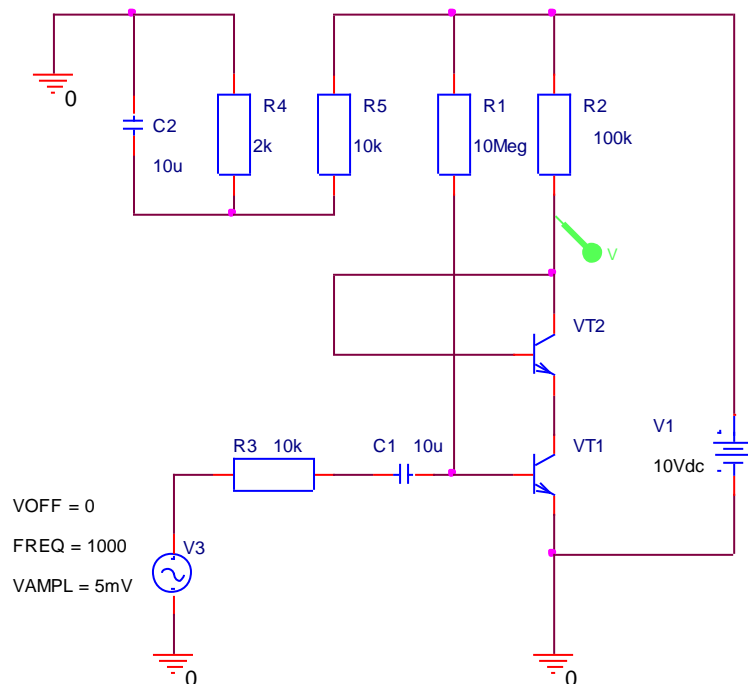 0
C2
10u
R4
2k
R5
10k
R1
10Meg
R2
100k
V
VT2
R3 10k
C1 10u
VT1
V1
10Vdc
VOFF = 0
FREQ = 1000
VAMPL = 5mV
V3
0
0